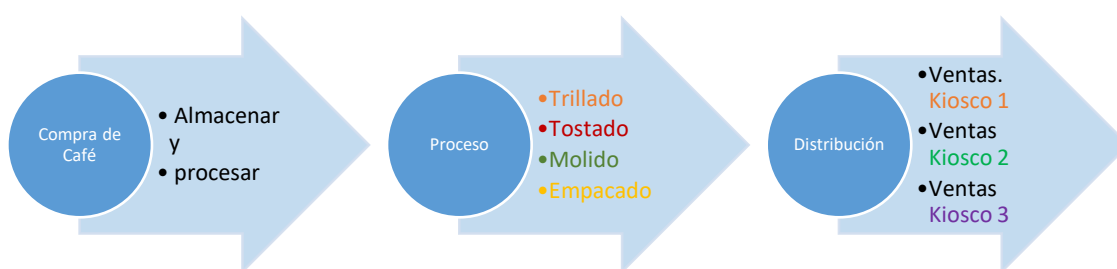 Compra de
Café
• Almacenar
y
• procesar
Proceso
•Trillado
•Tostado
•Molido
•Empacado
Distribución
•Ventas.
Kiosco 1
•Ventas
Kiosco 2
•Ventas
Kiosco 3